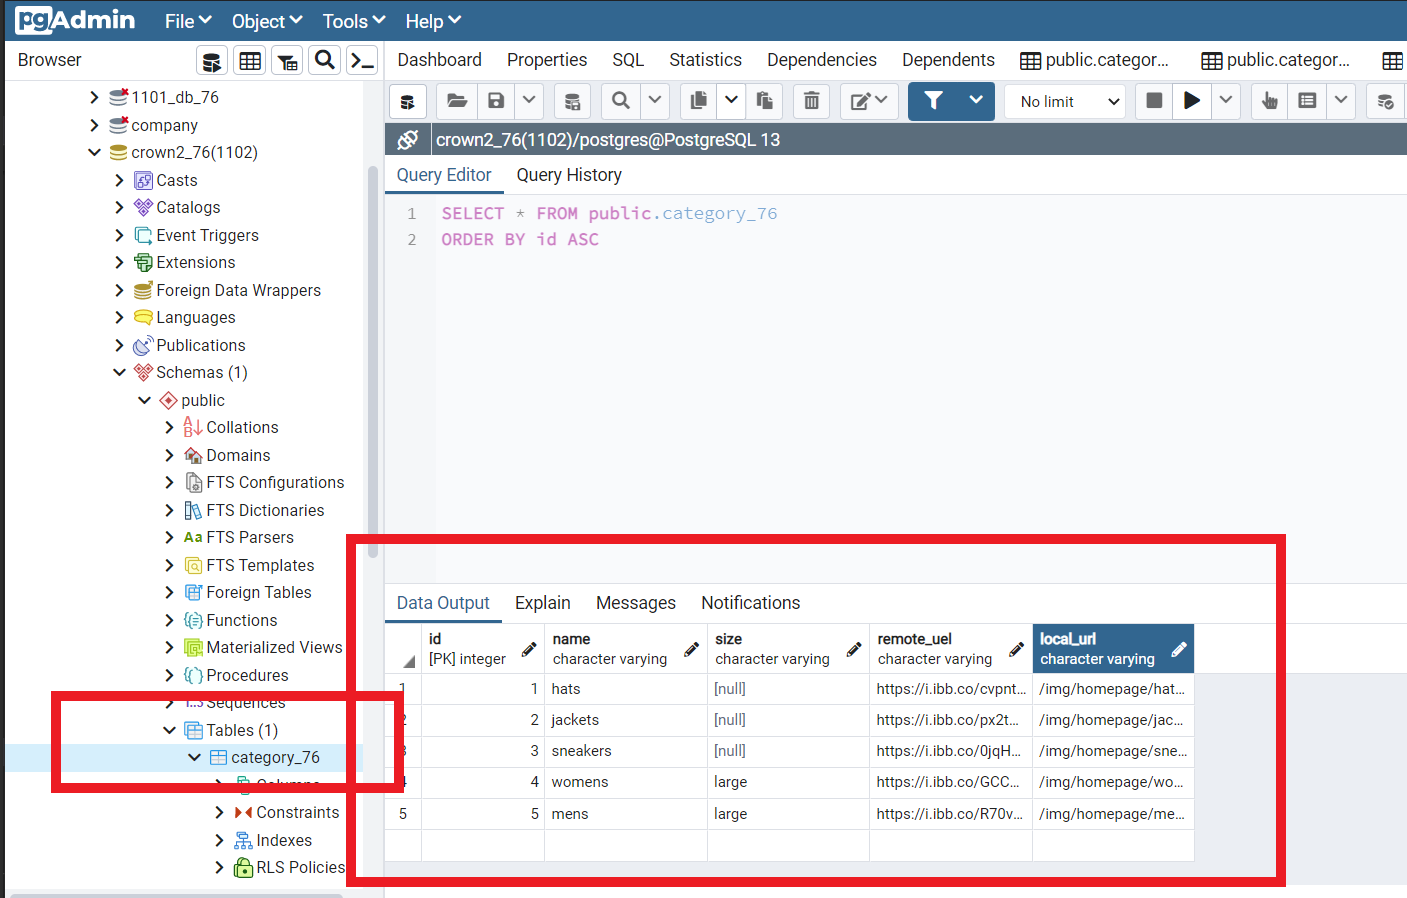 pgAdmin File Object Tools Help
Browser
Dashboard Properties SQL Statistics Dependencies Dependents public.categor... public.categor...
No limit
crown2_76(1102)/postgres@PostgreSQL 13
Query Editor Query History
1 SELECT * FROM public.category_76
2 ORDER BY id ASC
1101_db_76
company
crown2_76(1102)
Casts
Catalogs
Event Triggers
Extensions
Foreign Data Wrappers
Languages
Publications
Schemas (1)
public
Collations
Domains
FTS Configurations
FTS Dictionaries
Aa FTS Parsers
FTS Templates
Foreign Tables
Functions
Materialized Views
Procedures
Sequences
Tables (1)
category_76
Columns
Constraints
Indexes
RLS Policies
Data Output Explain Messages Notifications
id name size remote_uel local_url
[PK] integer character varying character varying character varying character varying
1 1 hats [null] https://i.ibb.co/cvpnt... /img/homepage/hat...
2 2 jackets [null] https://i.ibb.co/px2t... /img/homepage/jac...
3 3 sneakers [null] https://i.ibb.co/0jqH... /img/homepage/sne...
4 4 womens large https://i.ibb.co/GCC... /img/homepage/wo...
5 5 mens large https://i.ibb.co/R70v... /img/homepage/me...